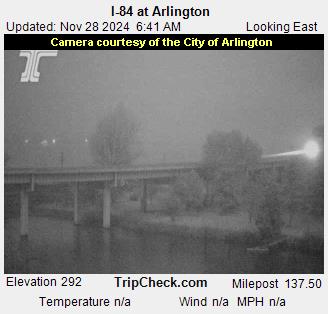 I-84 at Arlington
Updated: Nov 28 2024 6:41 AM Looking East
Camera courtesy of the City of Arlington
Elevation 292 TripCheck.com Milepost 137.50
Temperature n/a Wind n/a MPH n/a